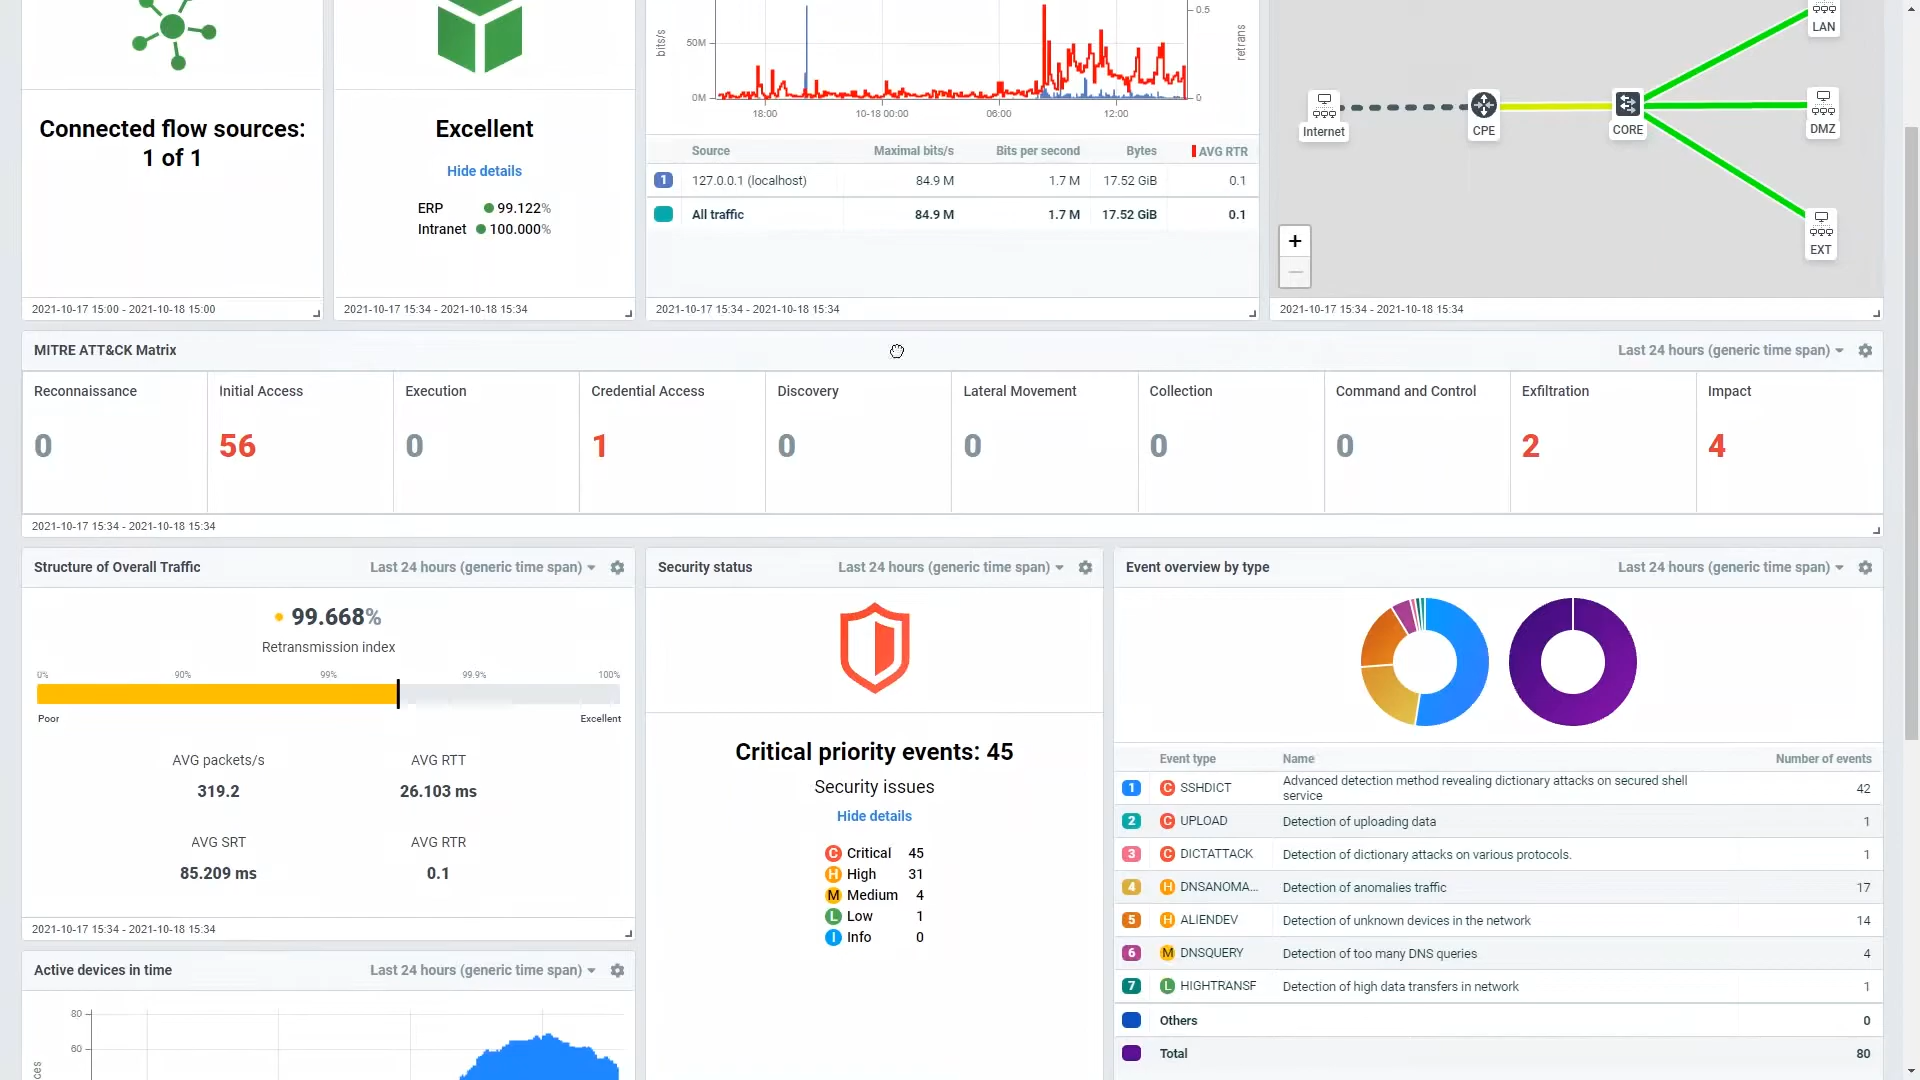 Connected flow sources:
1 of 1
2021-10-17 15:00 - 2021-10-18 15:00
Excellent
Hide details
ERP 99.122%
Intranet 100.000%
2021-10-17 15:34 - 2021-10-18 15:34
bits/s
50M
0M
0.5
0
retrans
18:00 10-18 00:00 06:00 12:00
Source Maximal bits/s Bits per second Bytes AVG RTR
1 127.0.0.1 (localhost) 84.9 M 1.7 M 17.52 GiB 0.1
All traffic 84.9 M 1.7 M 17.52 GiB 0.1
2021-10-17 15:34 - 2021-10-18 15:34
LAN
Internet
CPE
CORE
DMZ
EXT
+
−
2021-10-17 15:34 - 2021-10-18 15:34
MITRE ATT&CK Matrix Last 24 hours (generic time span)
Reconnaissance Initial Access Execution Credential Access Discovery Lateral Movement Collection Command and Control Exfiltration Impact
0 56 0 1 0 0 0 0 2 4
2021-10-17 15:34 - 2021-10-18 15:34
Structure of Overall Traffic Last 24 hours (generic time span)
99.668%
Retransmission index
0% 90% 99% 99.9% 100%
Poor Excellent
AVG packets/s AVG RTT
319.2 26.103 ms
AVG SRT AVG RTR
85.209 ms 0.1
2021-10-17 15:34 - 2021-10-18 15:34
Active devices in time Last 24 hours (generic time span)
80
60
Security status Last 24 hours (generic time span)
Critical priority events: 45
Security issues
Hide details
C Critical 45
H High 31
M Medium 4
L Low 1
I Info 0
Event overview by type Last 24 hours (generic time span)
Event type Name Number of events
1 C SSHDICT Advanced detection method revealing dictionary attacks on secured shell
service 42
2 C UPLOAD Detection of uploading data 1
3 C DICTATTACK Detection of dictionary attacks on various protocols. 1
4 H DNSANOMA... Detection of anomalies traffic 17
5 H ALIENDEV Detection of unknown devices in the network 14
6 M DNSQUERY Detection of too many DNS queries 4
7 L HIGHTRANSF Detection of high data transfers in network 1
Others 0
Total 80